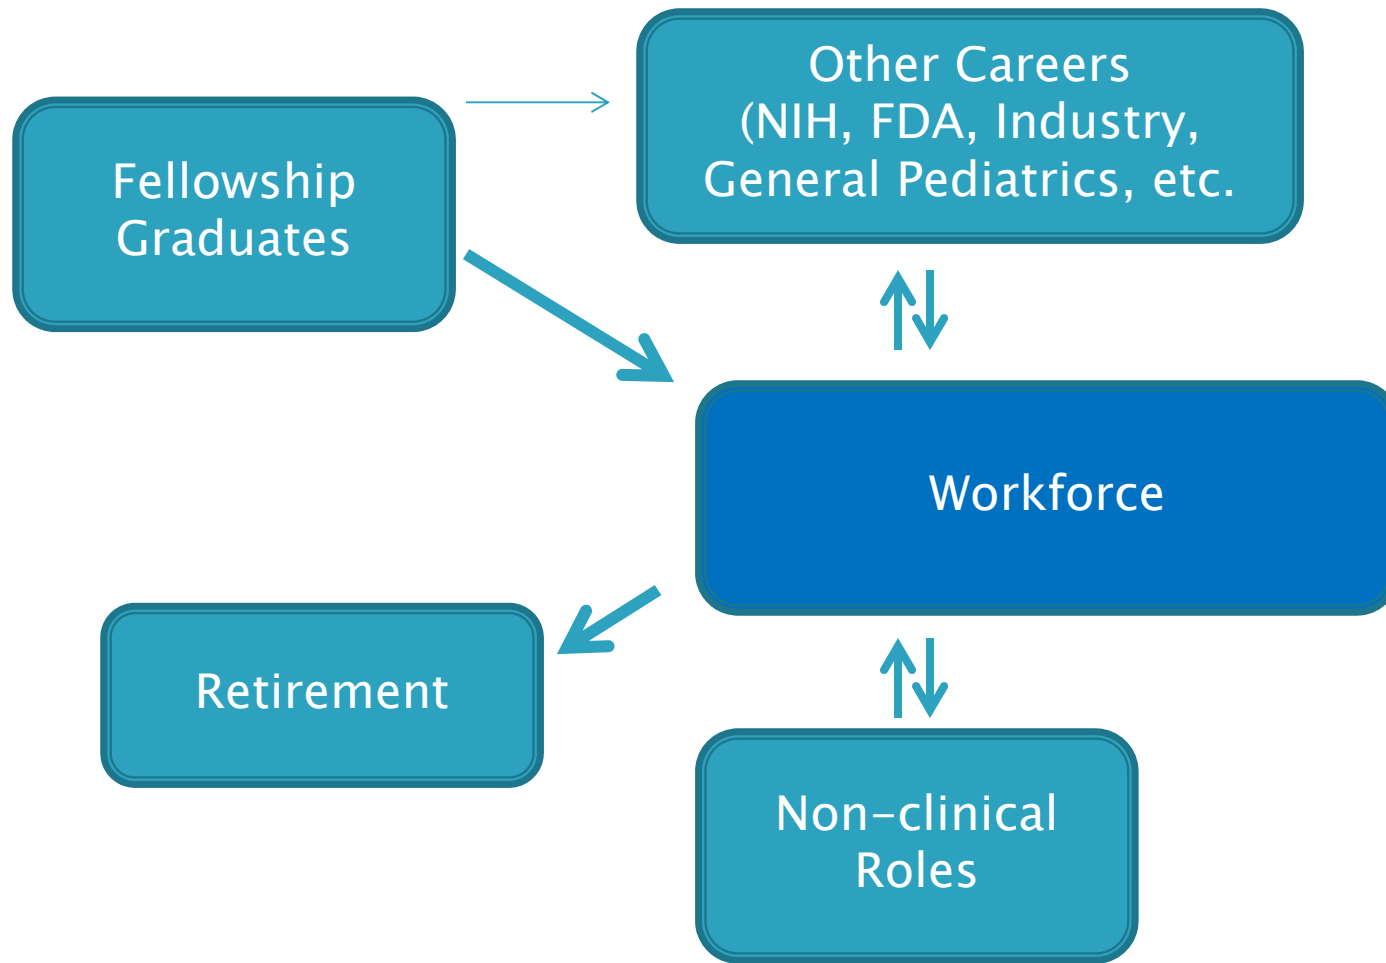 Other Careers
(NIH, FDA, Industry,
General Pediatrics, etc.
Fellowship
Graduates
Workforce
Retirement
Non-clinical
Roles